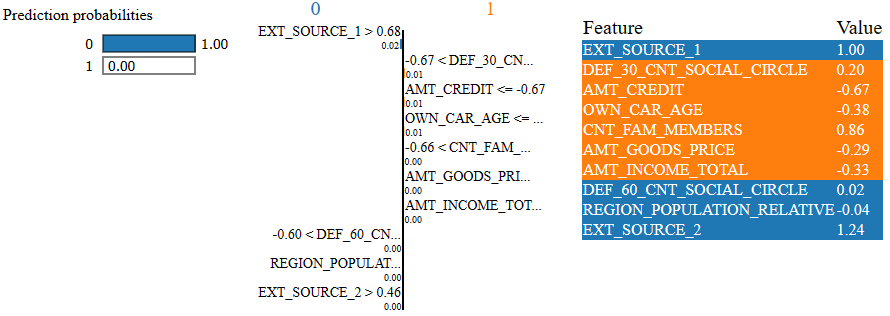 Prediction probabilities
0 1.00
1 0.00
0 1
EXT_SOURCE_1 > 0.68
0.02
-0.67 < DEF_30_CN...
0.01
AMT_CREDIT <= -0.67
0.01
OWN_CAR_AGE <= ...
0.01
-0.66 < CNT_FAM_...
0.00
AMT_GOODS_PRI...
0.00
AMT_INCOME_TOT...
0.00
-0.60 < DEF_60_CN...
0.00
REGION_POPULAT...
0.00
EXT_SOURCE_2 > 0.46
0.00
Feature Value
EXT_SOURCE_1 1.00
DEF_30_CNT_SOCIAL_CIRCLE 0.20
AMT_CREDIT -0.67
OWN_CAR_AGE -0.38
CNT_FAM_MEMBERS 0.86
AMT_GOODS_PRICE -0.29
AMT_INCOME_TOTAL -0.33
DEF_60_CNT_SOCIAL_CIRCLE 0.02
REGION_POPULATION_RELATIVE -0.04
EXT_SOURCE_2 1.24